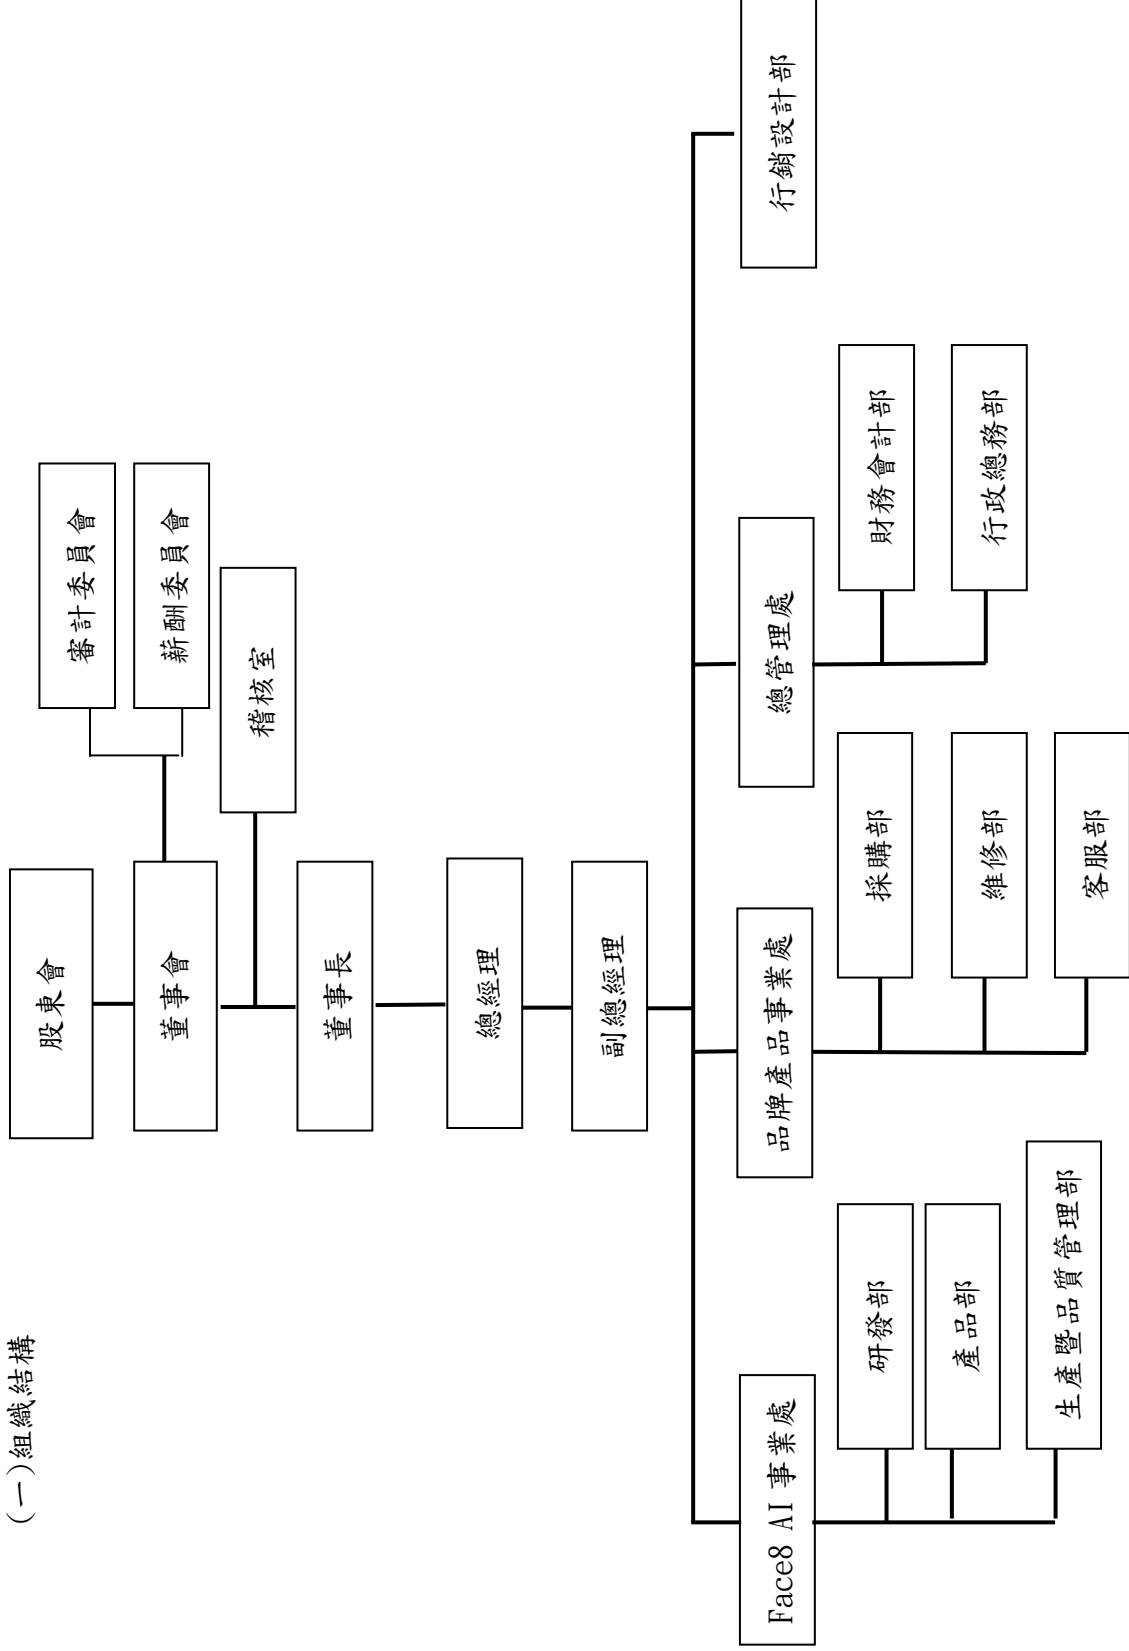 (一)組織結構
股東會
審計委員會
董事會
薪酬委員會
稽核室
董事長
總經理
副總經理
Face8 AI 事業處
品牌產品事業處
總管理處
行銷設計部
研發部
採購部
財務會計部
產品部
維修部
行政總務部
生產暨品質管理部
客服部